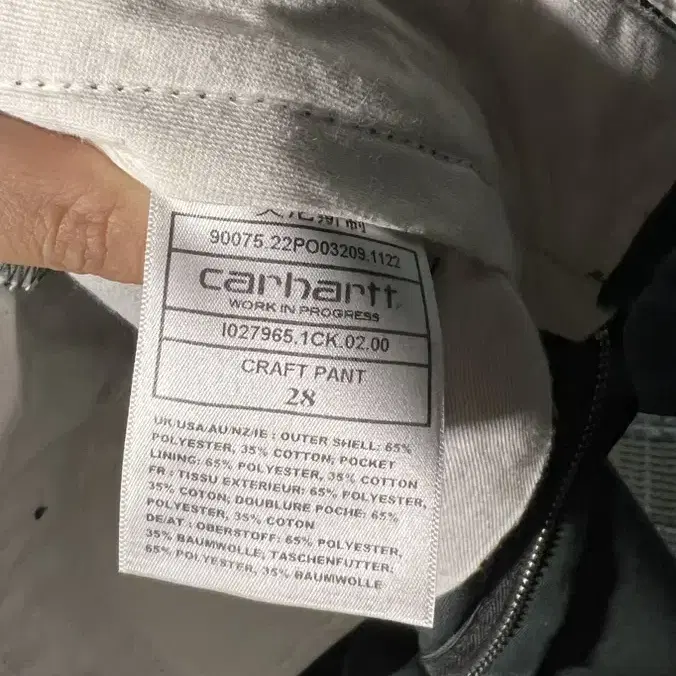 90075.22PO03209.1122
carhartt
WORK IN PROGRESS
I027965.1CK.02.00
CRAFT PANT
28
UK/USA/AU/NZ/IE : OUTER SHELL: 65%
POLYESTER, 35% COTTON; POCKET
LINING: 65% POLYESTER, 35% COTTON
FR : TISSU EXTERIEUR: 65% POLYESTER,
35% COTON; DOUBLURE POCHE: 65%
POLYESTER, 35% COTON
DE/AT : OBERSTOFF: 65% POLYESTER,
35% BAUMWOLLE; TASCHENFUTTER:
65% POLYESTER, 35% BAUMWOLLE